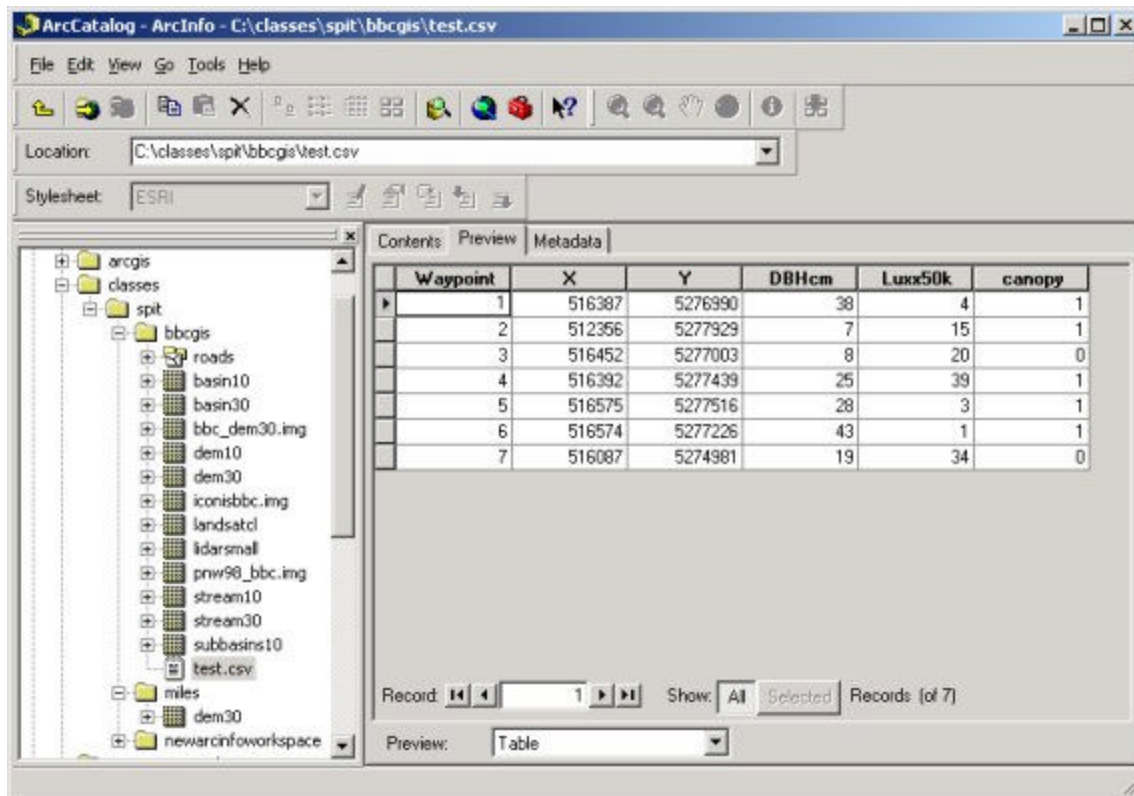 ArcCatalog - ArcInfo - C:\classes\spit\bbcgis\test.csv
File Edit View Go Tools Help
Location: C:\classes\spit\bbcgis\test.csv
Stylesheet: ESRI
arcgis
classes
spit
bbcgis
roads
basin10
basin30
bbc_dem30.img
dem10
dem30
iconisbbc.img
landsatcl
lidarsmall
pnw98_bbc.img
stream10
stream30
subbasins10
test.csv
miles
dem30
newarcinfoworkspace
Contents Preview Metadata
Waypoint X Y DBHcm Luxx50k canopy
1 516387 5276990 38 4 1
2 512356 5277929 7 15 1
3 516452 5277003 8 20 0
4 516392 5277439 25 39 1
5 516575 5277516 28 3 1
6 516574 5277226 43 1 1
7 516087 5274981 19 34 0
Record: 1 Show: All Selected Records (of 7)
Preview: Table